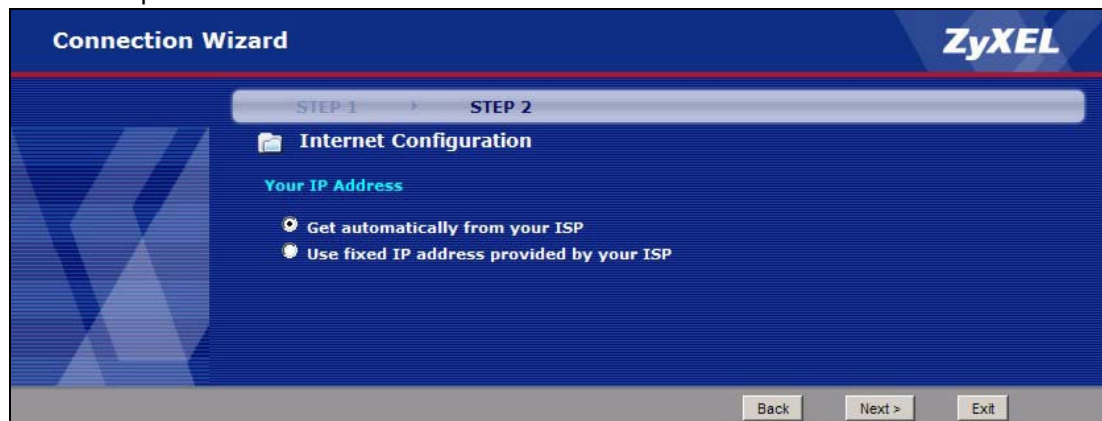 Connection Wizard
ZyXEL
STEP 1 STEP 2
Internet Configuration
Your IP Address
Get automatically from your ISP
Use fixed IP address provided by your ISP
Back Next > Exit